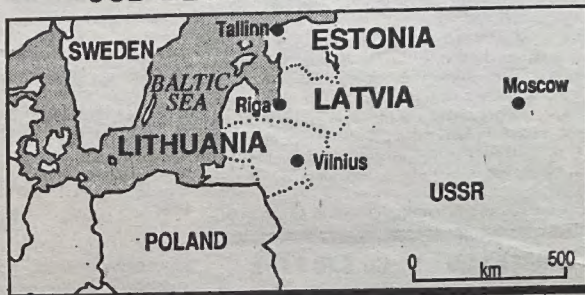 Tallinn
ESTONIA
SWEDEN
BALTIC
SEA
Riga
LATVIA
Moscow
LITHUANIA
Vilnius
USSR
POLAND
0 500
km